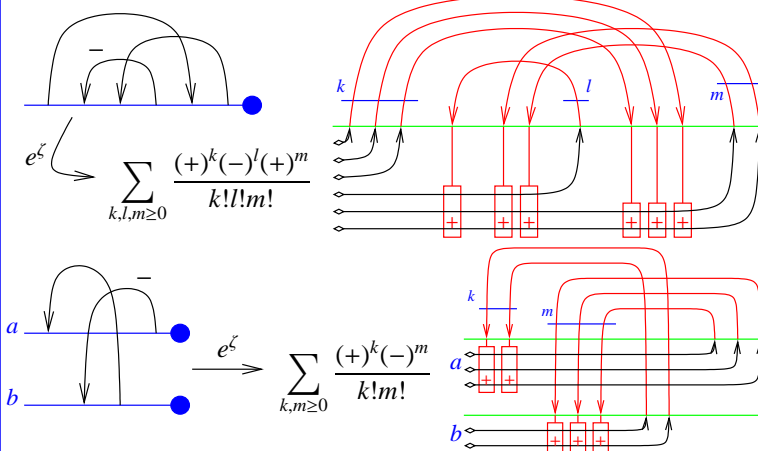 −
k
l
m
e^ζ
∑_{k,l,m≥0} (+)^k(−)^l(+)^m / k!l!m!
+ + + + + +
−
k
m
a
e^ζ
∑_{k,m≥0} (+)^k(−)^m / k!m!
a
+ +
b
b
+ + +